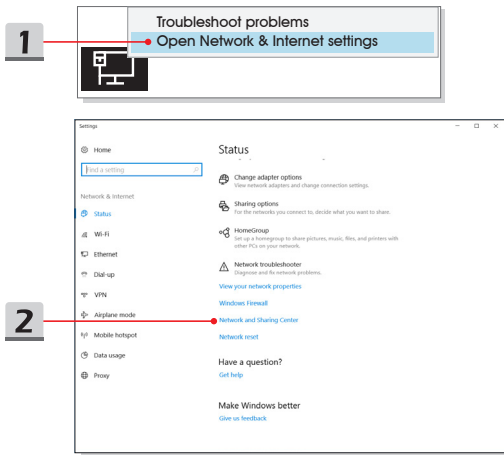 1
Troubleshoot problems
Open Network & Internet settings
Settings
Home
Find a setting
Network & Internet
Status
Wi-Fi
Ethernet
Dial-up
VPN
Airplane mode
Mobile hotspot
Data usage
Proxy
Status
Change adapter options
View network adapters and change connection settings.
Sharing options
For the networks you connect to, decide what you want to share.
HomeGroup
Set up a homegroup to share pictures, music, files, and printers with
other PCs on your network.
Network troubleshooter
Diagnose and fix network problems.
View your network properties
Windows Firewall
2
Network and Sharing Center
Network reset
Have a question?
Get help
Make Windows better
Give us feedback